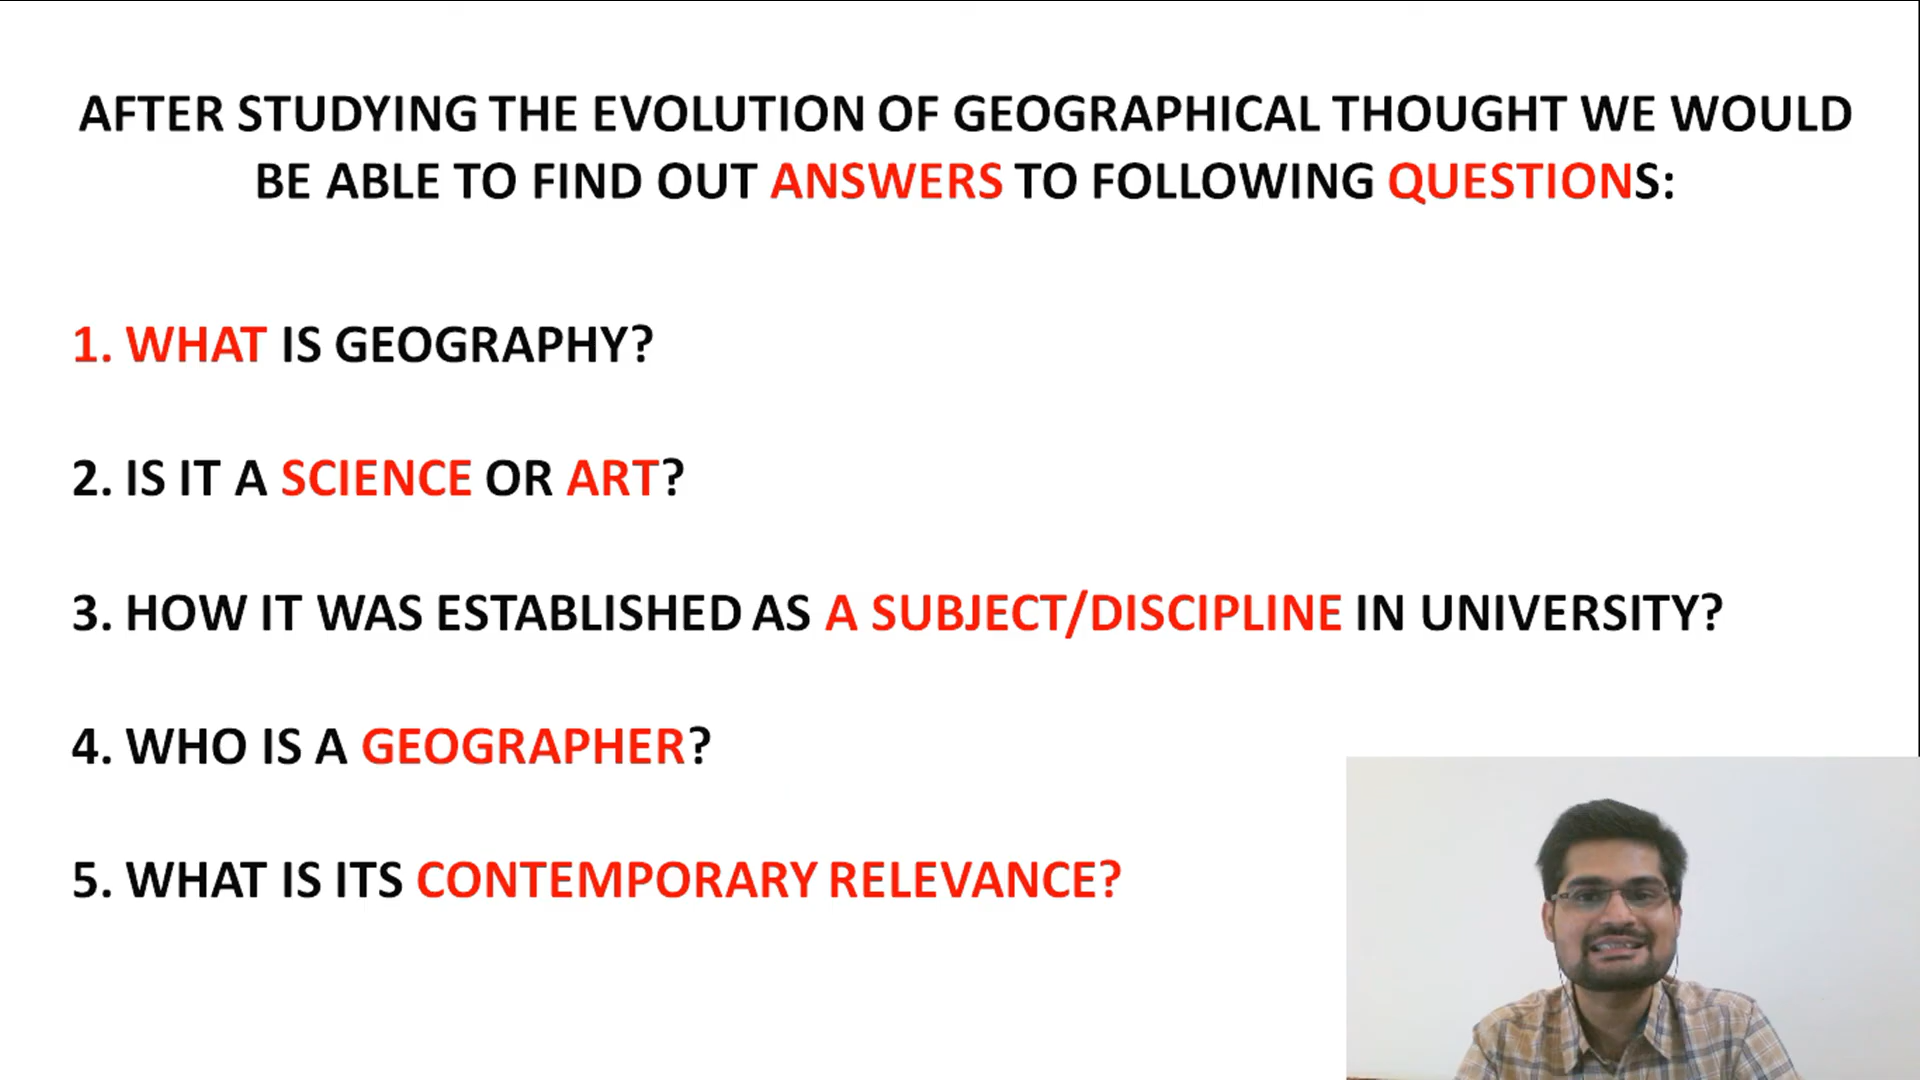 AFTER STUDYING THE EVOLUTION OF GEOGRAPHICAL THOUGHT WE WOULD
BE ABLE TO FIND OUT ANSWERS TO FOLLOWING QUESTIONS:
1. WHAT IS GEOGRAPHY?
2. IS IT A SCIENCE OR ART?
3. HOW IT WAS ESTABLISHED AS A SUBJECT/DISCIPLINE IN UNIVERSITY?
4. WHO IS A GEOGRAPHER?
5. WHAT IS ITS CONTEMPORARY RELEVANCE?